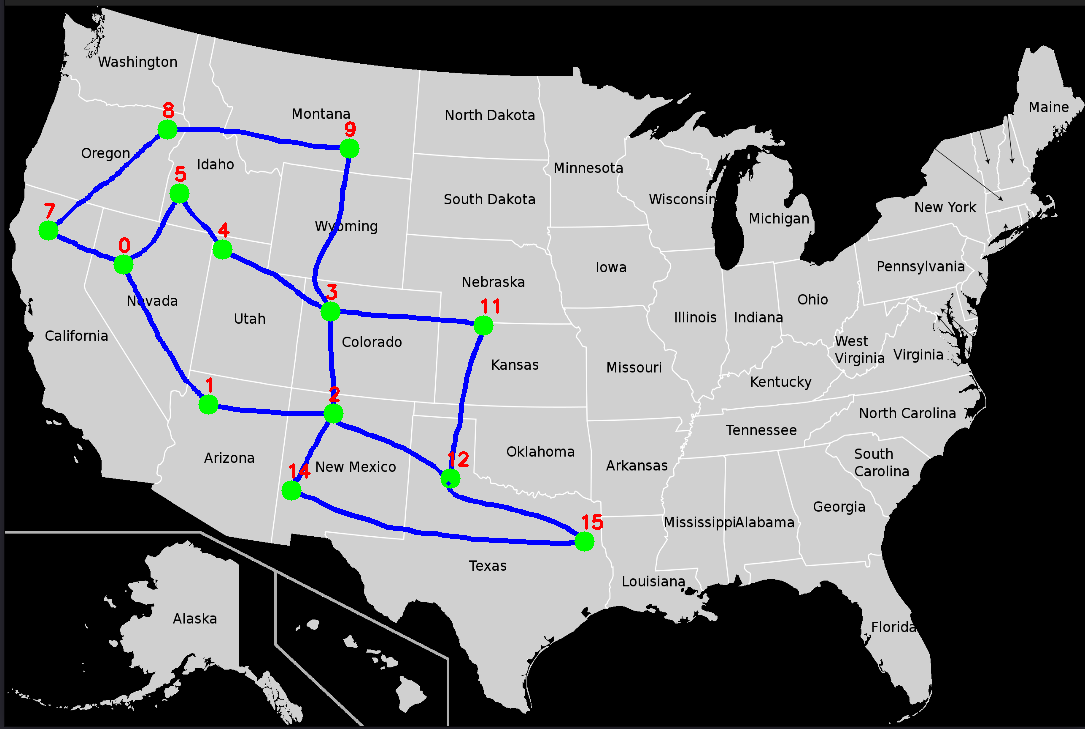 Washington
Montana
North Dakota
Maine
8
9
Oregon
Idaho
Minnesota
5
South Dakota
Wisconsin
Michigan
New York
7
4
Wyoming
0
Iowa
Pennsylvania
Nebraska
3
11
Nevada
Ohio
Utah
Illinois
Indiana
California
Colorado
West
Virginia
Virginia
Kansas
Missouri
Kentucky
1
2
North Carolina
Tennessee
Arizona
New Mexico
14
12
Oklahoma
Arkansas
South
Carolina
Georgia
15
Mississippi
Alabama
Texas
Louisiana
Alaska
Florida